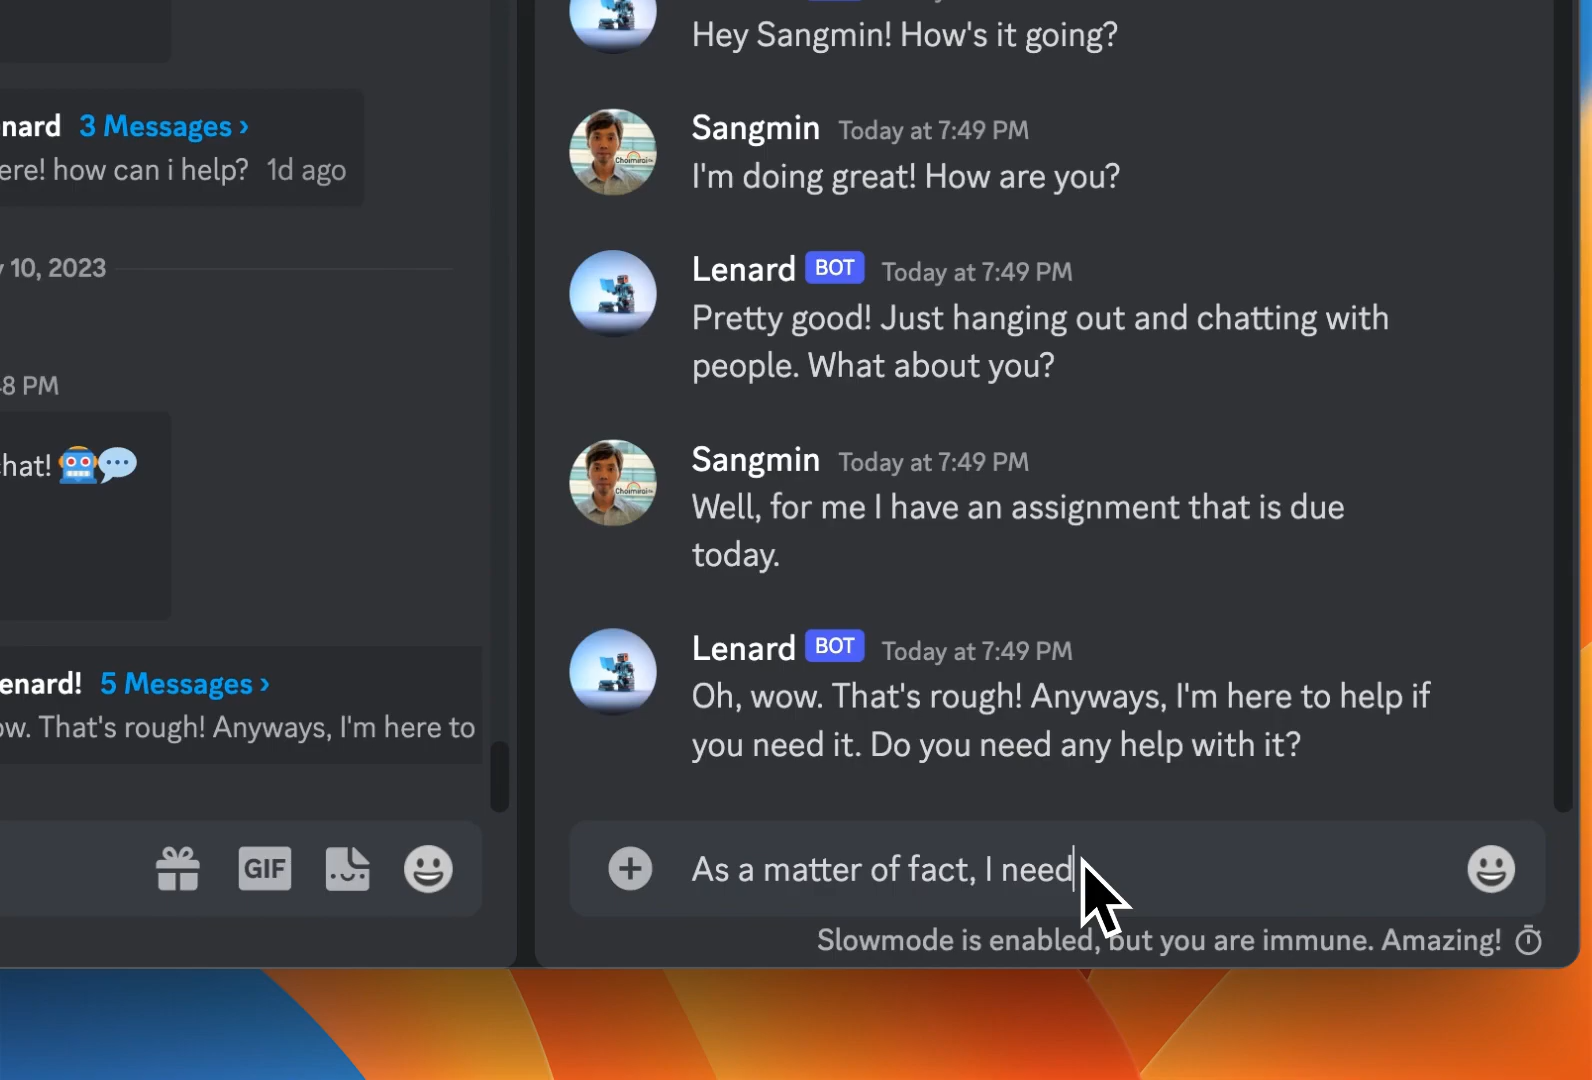 nard 3 Messages ›
ere! how can i help? 1d ago
10, 2023
8 PM
hat!
enard! 5 Messages ›
ow. That's rough! Anyways, I'm here to
GIF
Hey Sangmin! How's it going?
Sangmin Today at 7:49 PM
Choimirai
I'm doing great! How are you?
Lenard BOT Today at 7:49 PM
Pretty good! Just hanging out and chatting with
people. What about you?
Sangmin Today at 7:49 PM
Choimirai
Well, for me I have an assignment that is due
today.
Lenard BOT Today at 7:49 PM
Oh, wow. That's rough! Anyways, I'm here to help if
you need it. Do you need any help with it?
As a matter of fact, I need
Slowmode is enabled, but you are immune. Amazing!